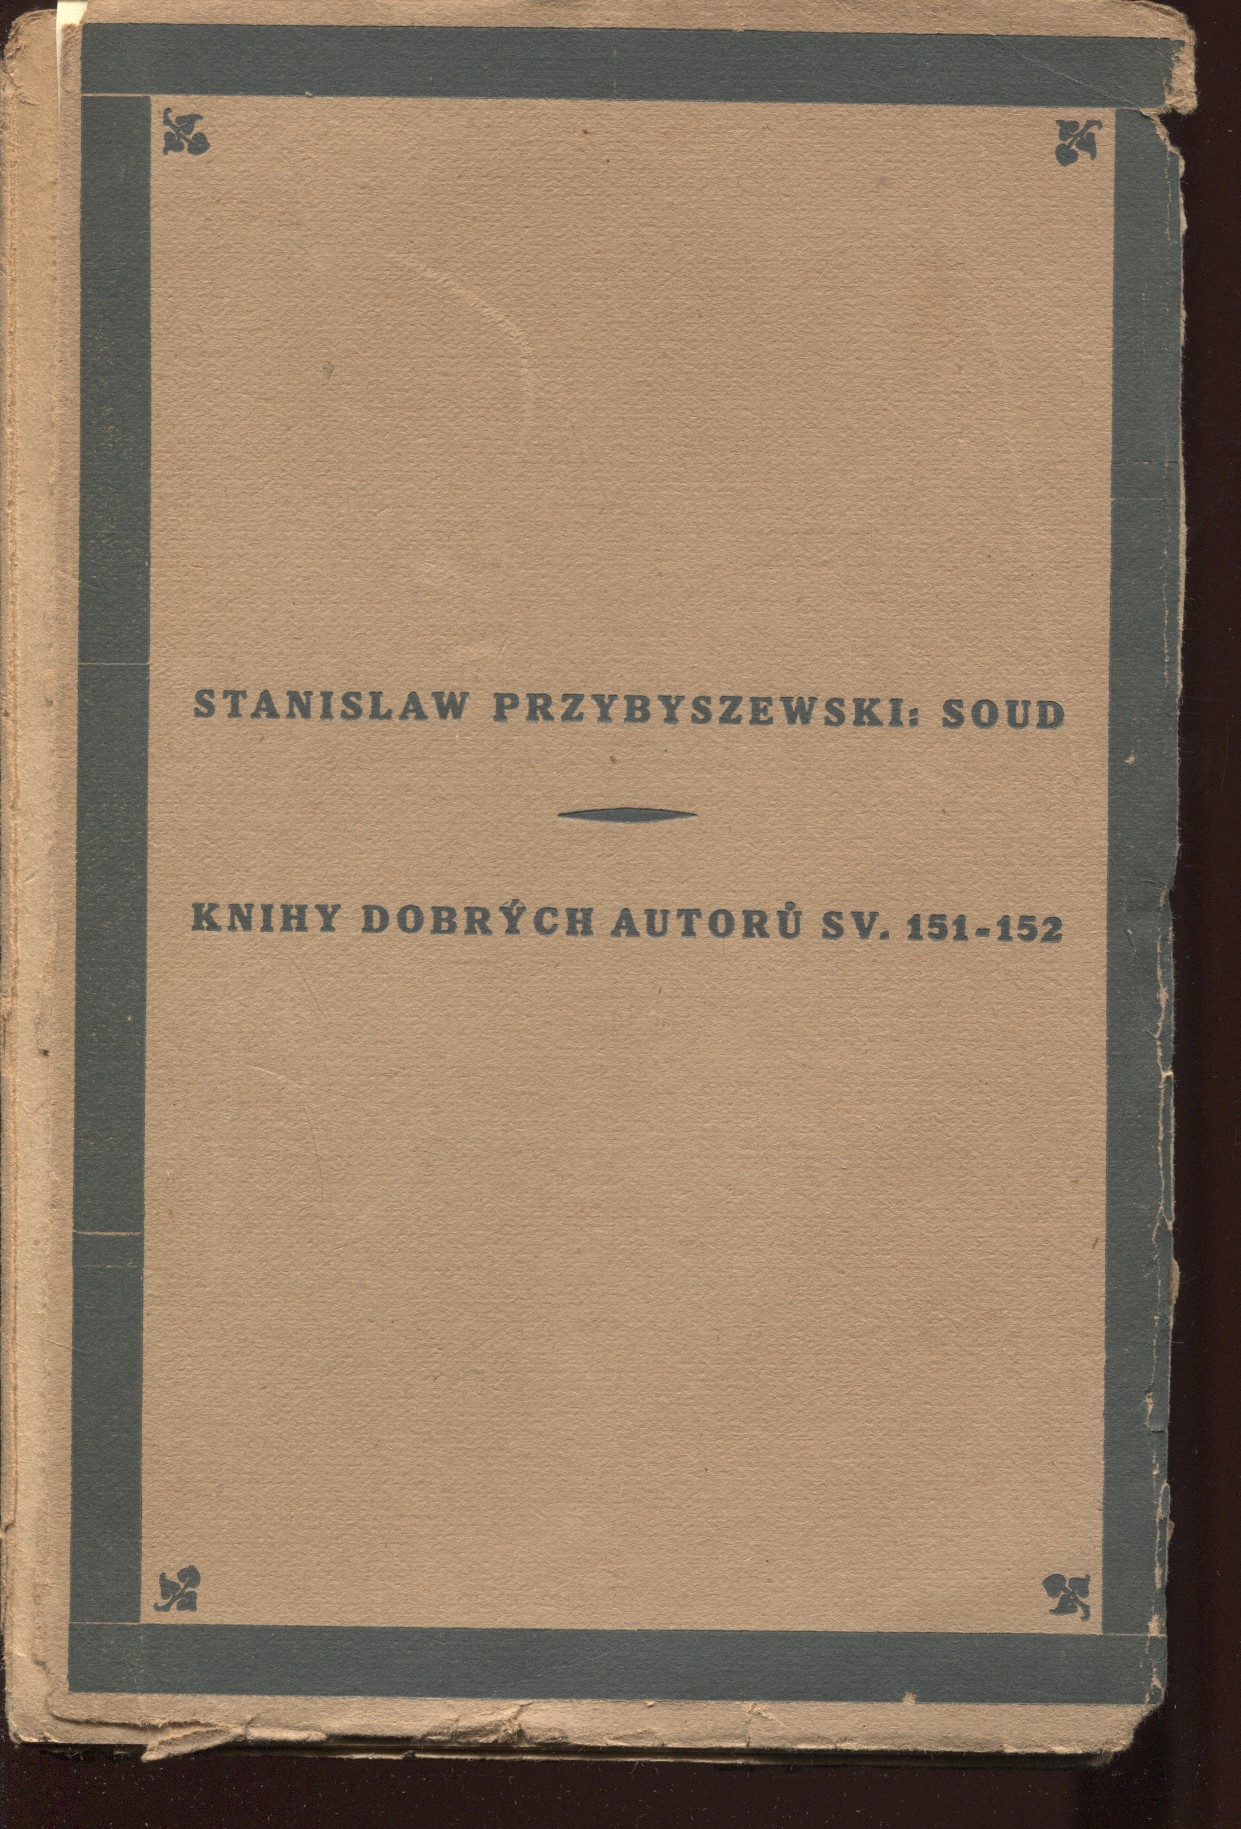 STANISLAW PRZYBYSZEWSKI: SOUD
KNIHY DOBRÝCH AUTORŮ SV. 151-152